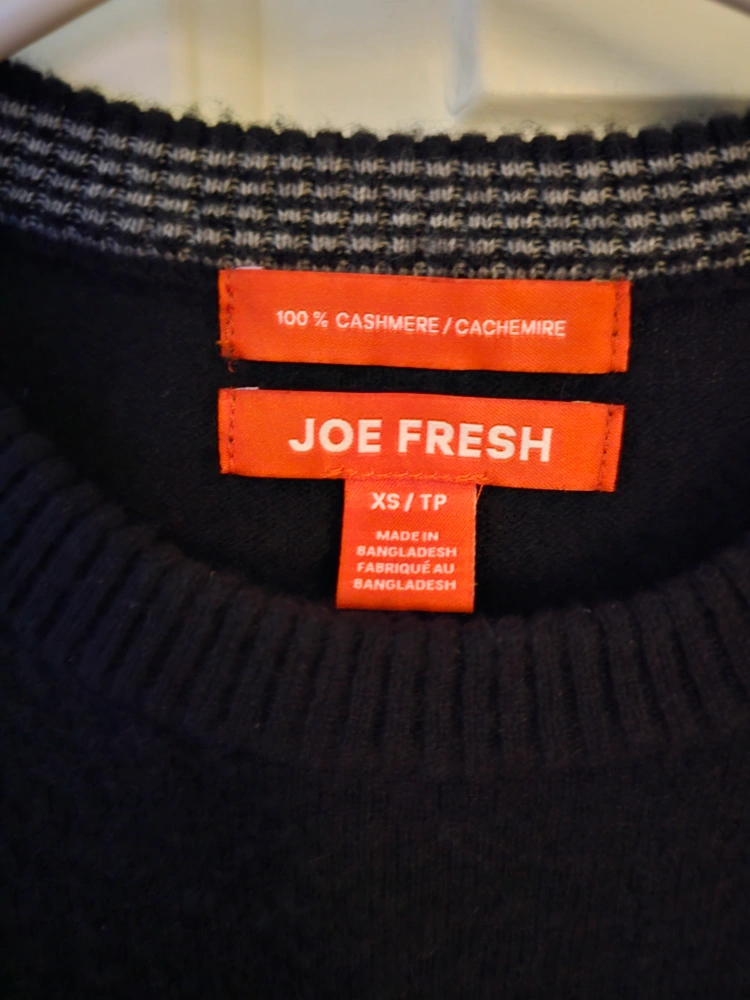 100 % CASHMERE / CACHEMIRE
JOE FRESH
XS / TP
MADE IN
BANGLADESH
FABRIQUÉ AU
BANGLADESH